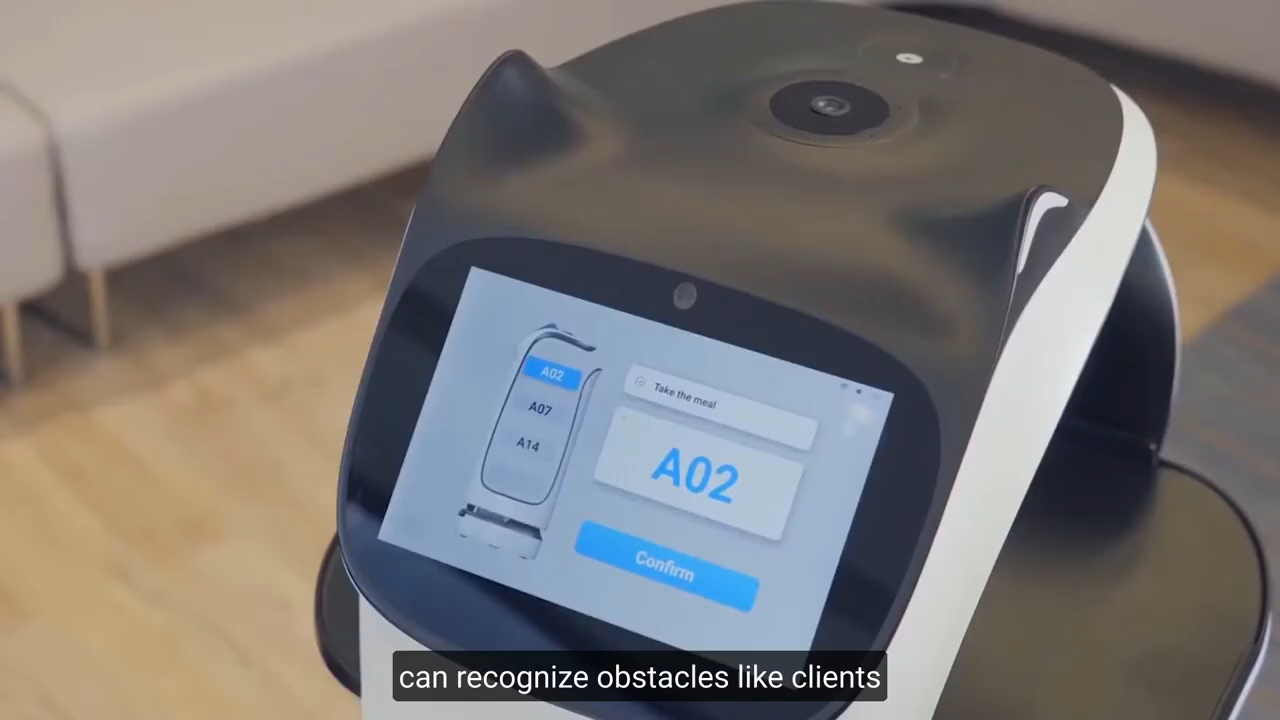 A02
A07
A14
Take the meal
A02
Confirm
can recognize obstacles like clients